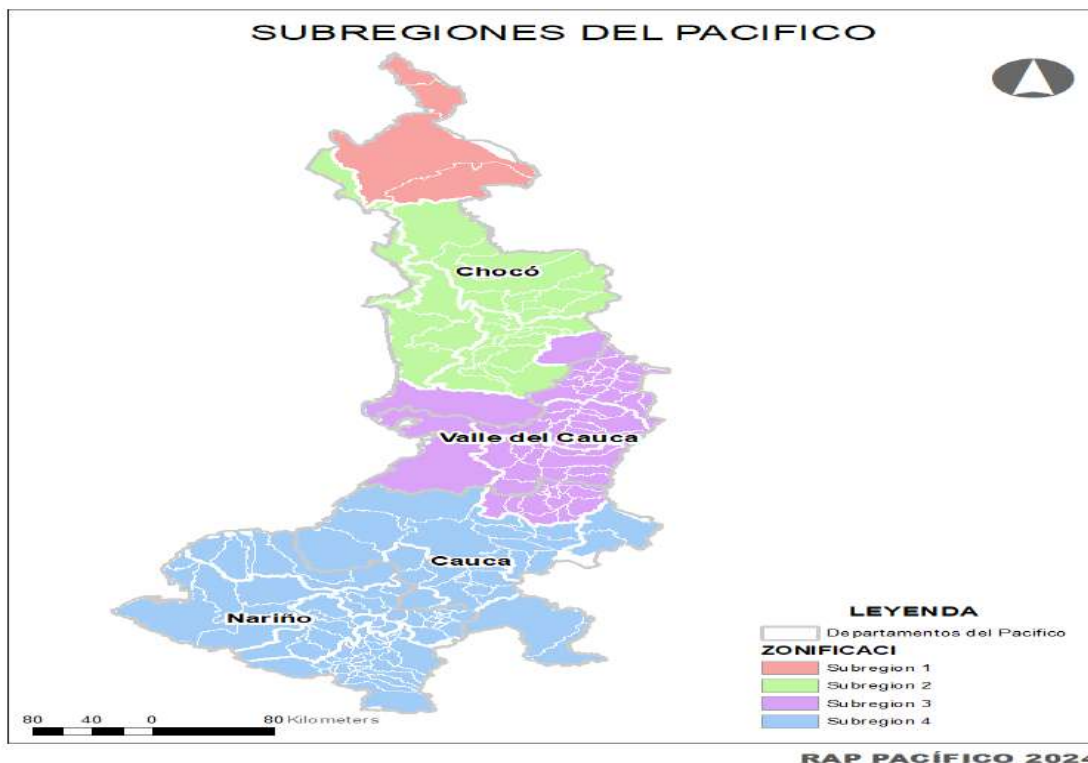 SUBREGIONES DEL PACIFICO
Chocó
Valle del Cauca
Cauca
Nariño
LEYENDA
Departamentos del Pacifico
ZONIFICACI
Subregion 1
Subregion 2
Subregion 3
Subregion 4
80 40 0 80 Kilometers
RAP PACÍFICO 2024